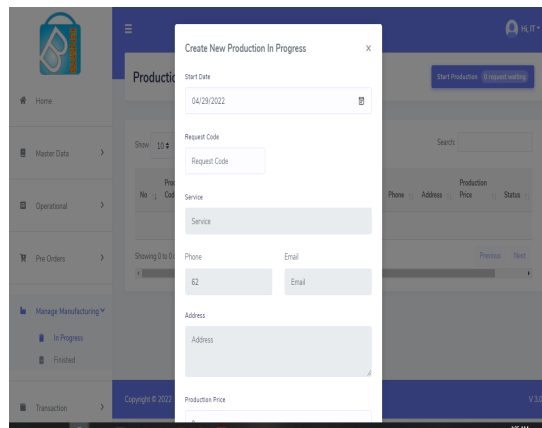 Hi, IT
Create New Production In Progress X
Productio
Start Production 0 request waiting
Start Date
04/29/2022
Home
Show 10
Search:
Request Code
Request Code
Master Data
No
Phone
Address
Production
Price
Status
Service
Service
Operational
Showing 0 to 0
Previous Next
Phone Email
62 Email
Pre Orders
Address
Address
Manage Manufacturing
In Progress
Finished
Production Price
Copyright © 2022
V 3.0
Transaction